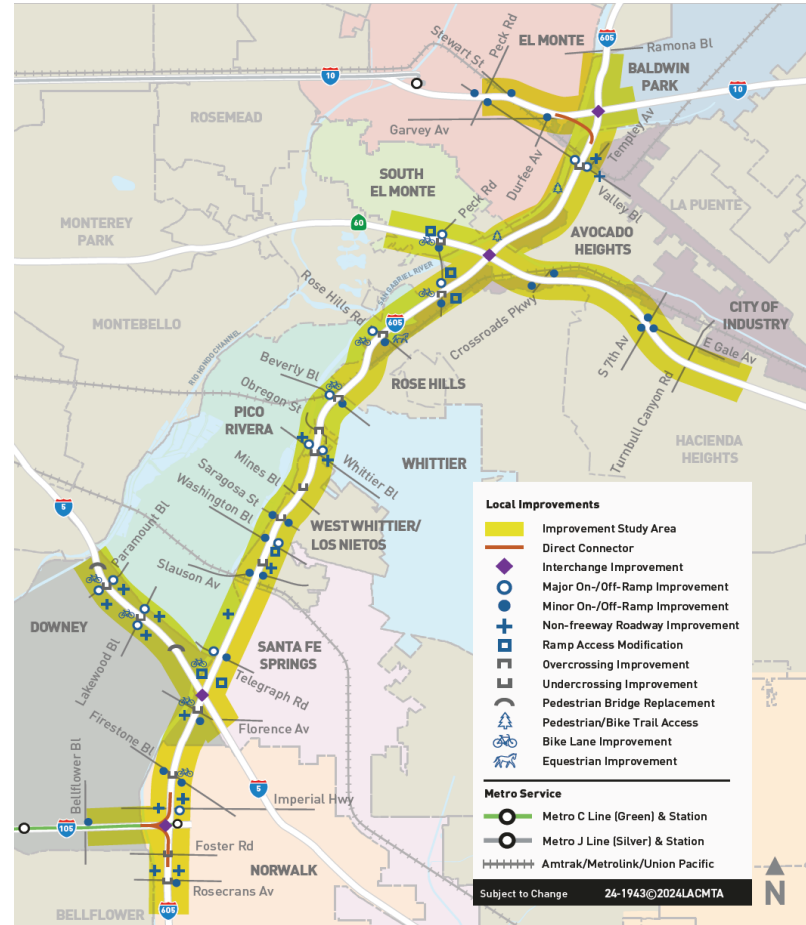 605
EL MONTE
Peck Rd
Stewart St
Ramona Bl
BALDWIN
PARK
10
10
ROSEMEAD
Garvey Av
Durfee Av
Templey Av
SOUTH
EL MONTE
Valley Bl
LA PUENTE
Peck Rd
60
MONTEREY
PARK
AVOCADO
HEIGHTS
SAN GABRIEL RIVER
Rose Hills Rd
605
Crossroads Pkwy
CITY OF
INDUSTRY
MONTEBELLO
RIO HONDO CHANNEL
S 7th Av
E Gale Av
Beverly Bl
ROSE HILLS
Obregon St
Turnbull Canyon Rd
PICO
RIVERA
HACIENDA
HEIGHTS
Whittier Bl
WHITTIER
Mines Bl
Saragosa St
Washington Bl
5
WEST WHITTIER/
LOS NIETOS
Paramount Bl
Slauson Av
DOWNEY
Lakewood Bl
SANTA FE
SPRINGS
Telegraph Rd
Florence Av
Firestone Bl
Bellflower Bl
5
Imperial Hwy
105
Foster Rd
NORWALK
Rosecrans Av
BELLFLOWER
605
Local Improvements
Improvement Study Area
Direct Connector
Interchange Improvement
Major On-/Off-Ramp Improvement
Minor On-/Off-Ramp Improvement
Non-freeway Roadway Improvement
Ramp Access Modification
Overcrossing Improvement
Undercrossing Improvement
Pedestrian Bridge Replacement
Pedestrian/Bike Trail Access
Bike Lane Improvement
Equestrian Improvement
Metro Service
Metro C Line (Green) & Station
Metro J Line (Silver) & Station
Amtrak/Metrolink/Union Pacific
Subject to Change 24-1943©2024LACMTA
N